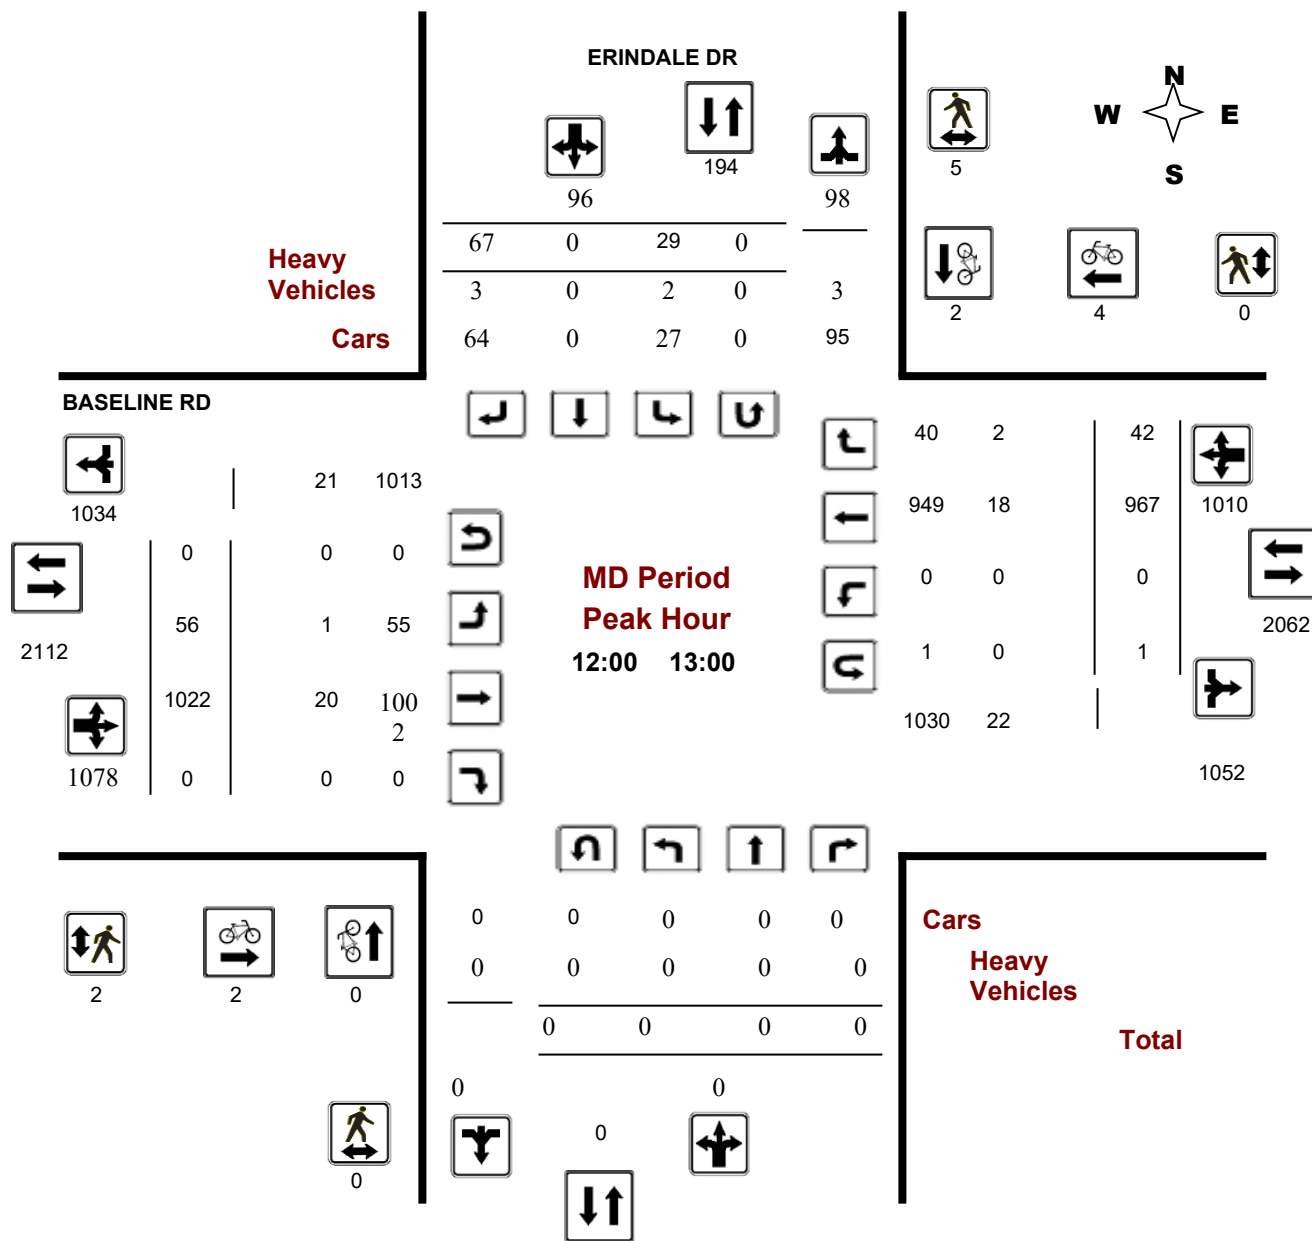 ERINDALE DR
N
W E
S
194
5
96
98
67 0 29 0
Heavy
Vehicles
3 0 2 0 3
2 4 0
Cars
64 0 27 0 95
BASELINE RD
40 2 42
21 1013
1034
949 18 967 1010
0 0 0
MD Period
0 0 0
Peak Hour
56 1 55
2062
2112
12:00 13:00
1 0 1
1022 20 100
2
1030 22
1078 0 0 0
1052
0 0 0 0 0
Cars
0 0 0 0 0
Heavy
Vehicles
2 2 0
0 0 0 0
Total
0 0
0
0